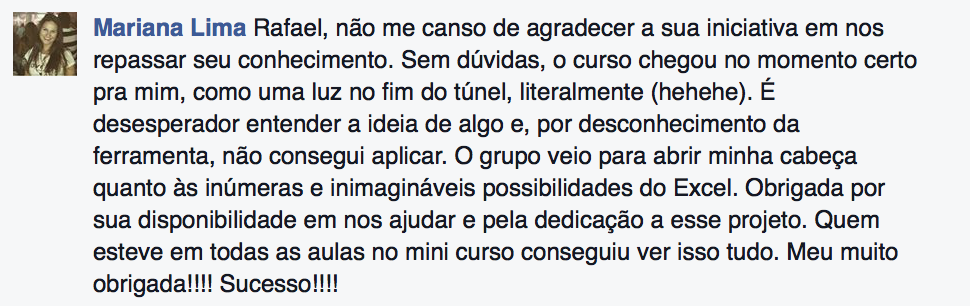 Mariana Lima Rafael, não me canso de agradecer a sua iniciativa em nos
repassar seu conhecimento. Sem dúvidas, o curso chegou no momento certo
pra mim, como uma luz no fim do túnel, literalmente (hehehe). É
desesperador entender a ideia de algo e, por desconhecimento da
ferramenta, não consegui aplicar. O grupo veio para abrir minha cabeça
quanto às inúmeras e inimagináveis possibilidades do Excel. Obrigada por
sua disponibilidade em nos ajudar e pela dedicação a esse projeto. Quem
esteve em todas as aulas no mini curso conseguiu ver isso tudo. Meu muito
obrigada!!!! Sucesso!!!!